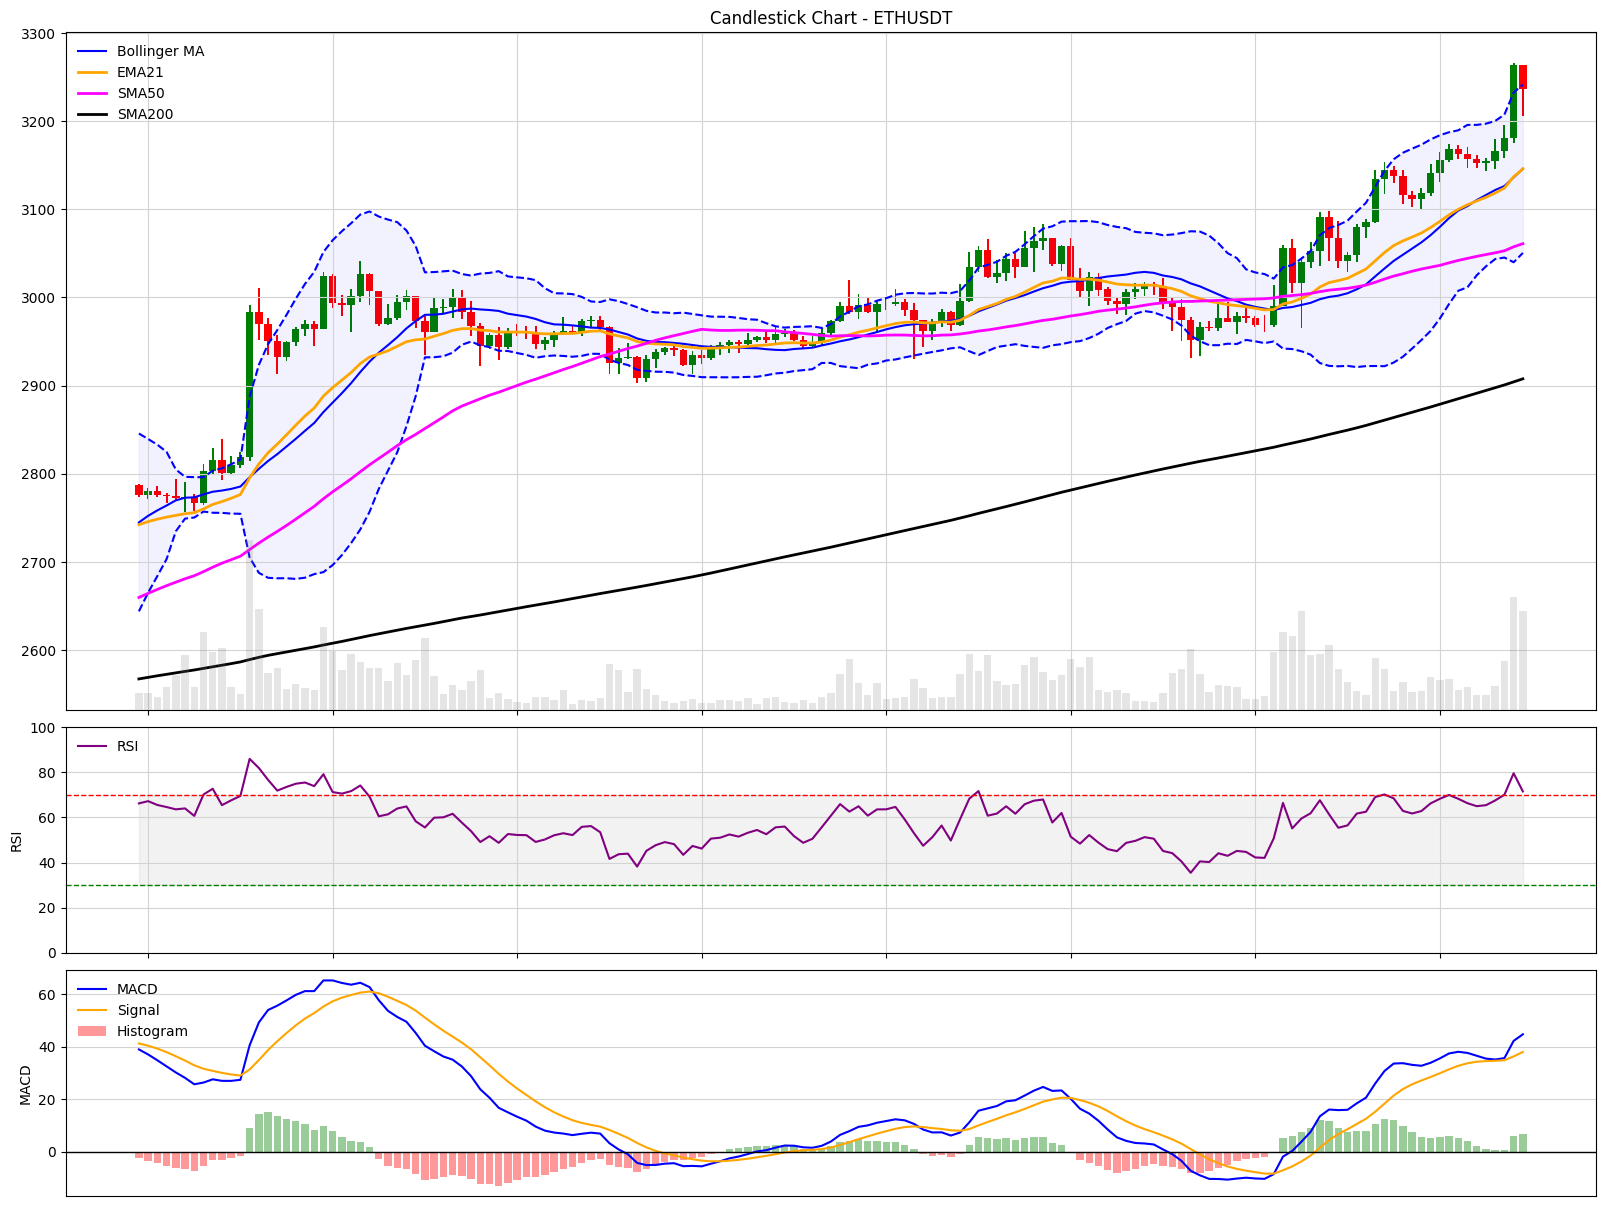 Candlestick Chart - ETHUSDT
3300
3200
3100
3000
2900
2800
2700
2600
Bollinger MA
EMA21
SMA50
SMA200
100
80
60
40
20
0
RSI
RSI
60
40
20
0
MACD
MACD
Signal
Histogram